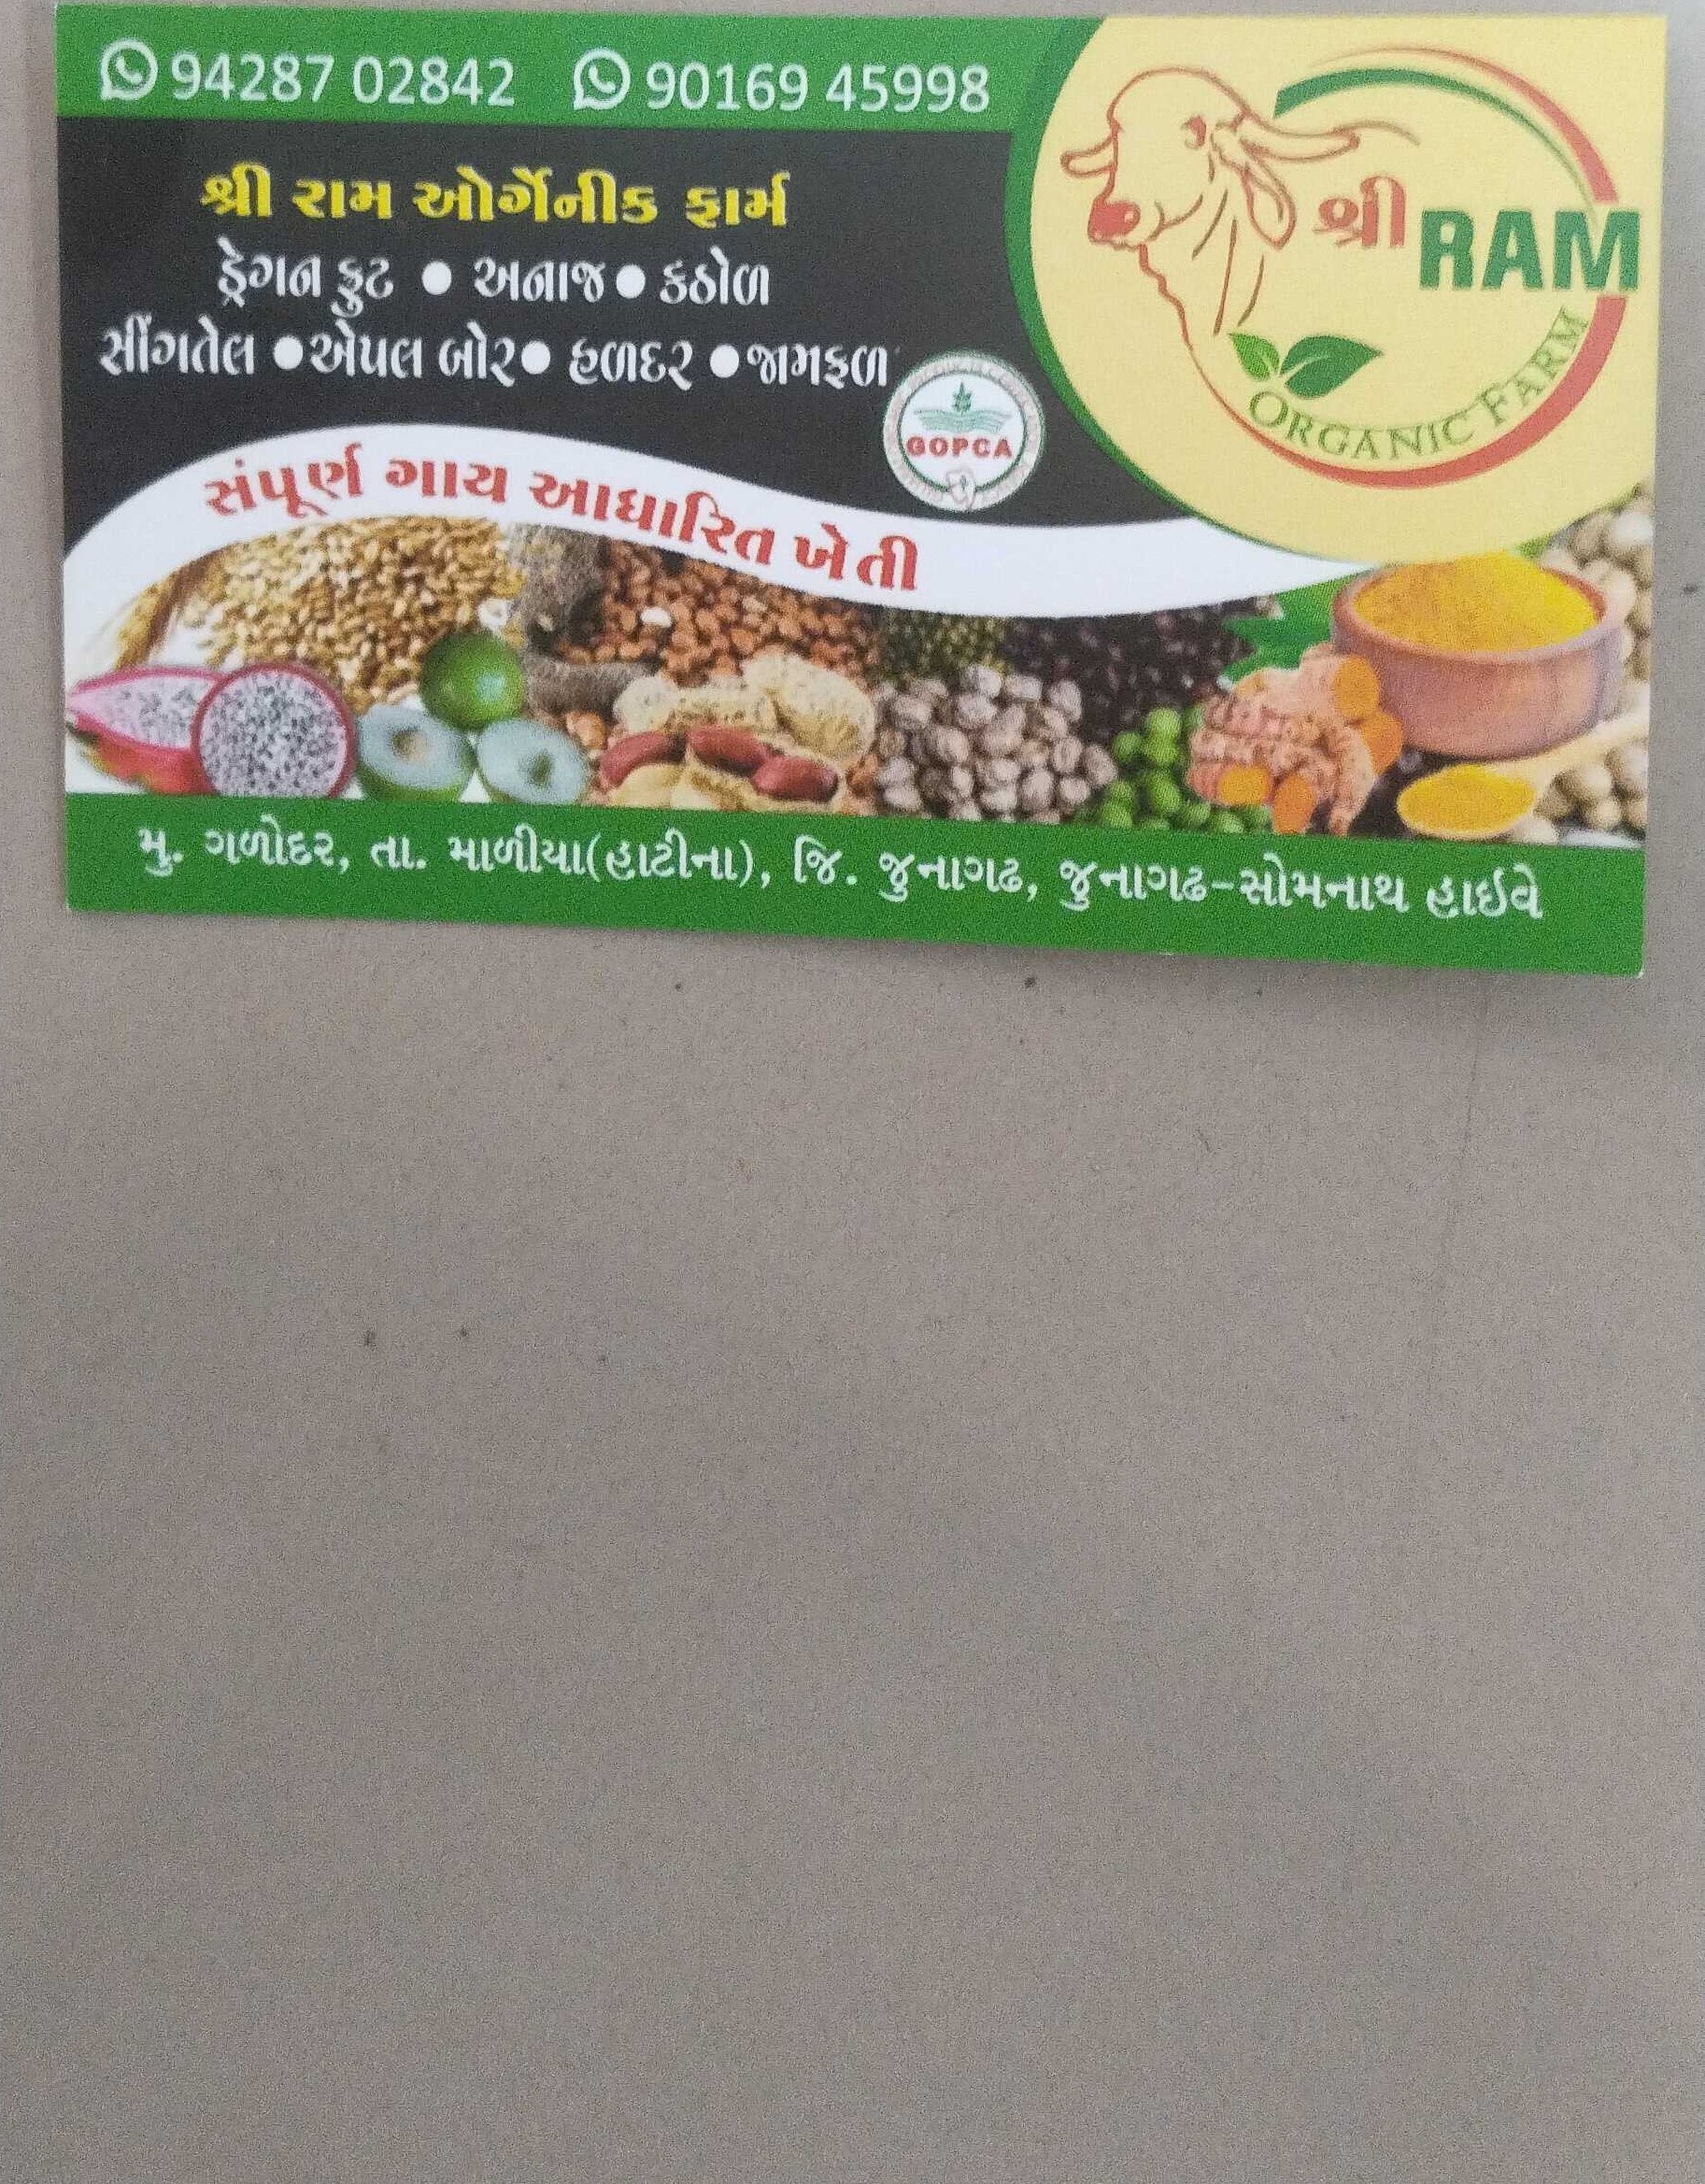 94287 02842 90169 45998
શ્રી રામ ઓર્ગેનીક ફાર્મ
ડ્રેગન ફ્રુટ ● અનાજ ● કઠોળ
સીંગતેલ ● એપલ બોર ● હળદર ● જામફળ
સંપૂર્ણ ગાય આધારિત ખેતી
શ્રી RAM
ORGANIC FARM
GOPCA
મુ. ગળોદર, તા. માળીયા(હાટીના), જિ. જુનાગઢ, જુનાગઢ-સોમનાથ હાઇવે